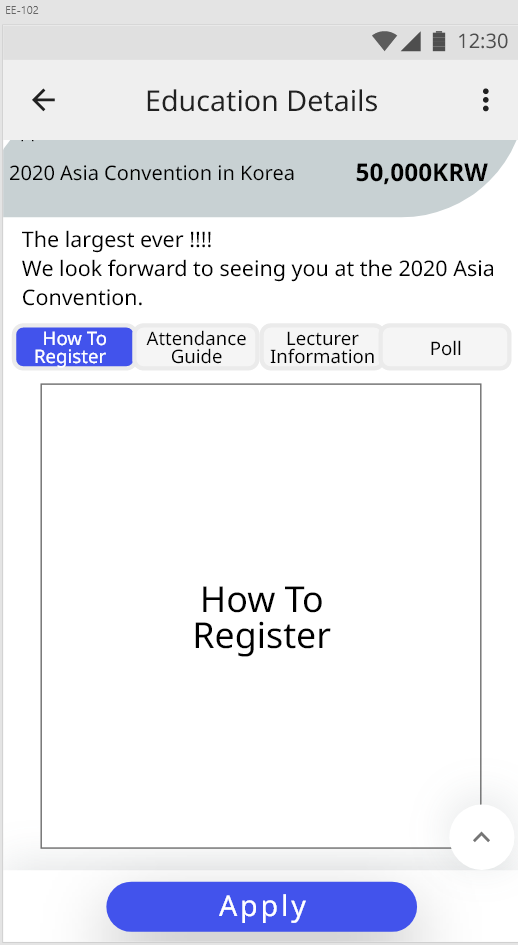 EE-102
12:30
Education Details
2020 Asia Convention in Korea
50,000KRW
The largest ever !!!!
We look forward to seeing you at the 2020 Asia
Convention.
How To
Register
Attendance
Guide
Lecturer
Information
Poll
How To
Register
Apply